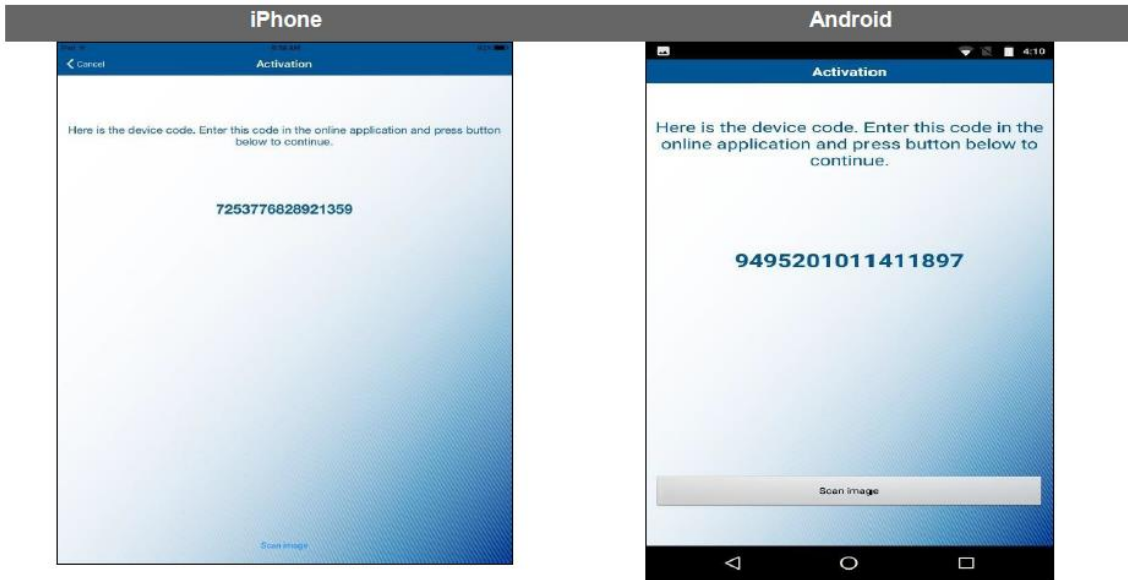 iPhone
Android
Cancel
Activation
Here is the device code. Enter this code in the online application and press button
below to continue.
7253776828921359
Scan image
4:10
Activation
Here is the device code. Enter this code in the
online application and press button below to
continue.
9495201011411897
Scan image